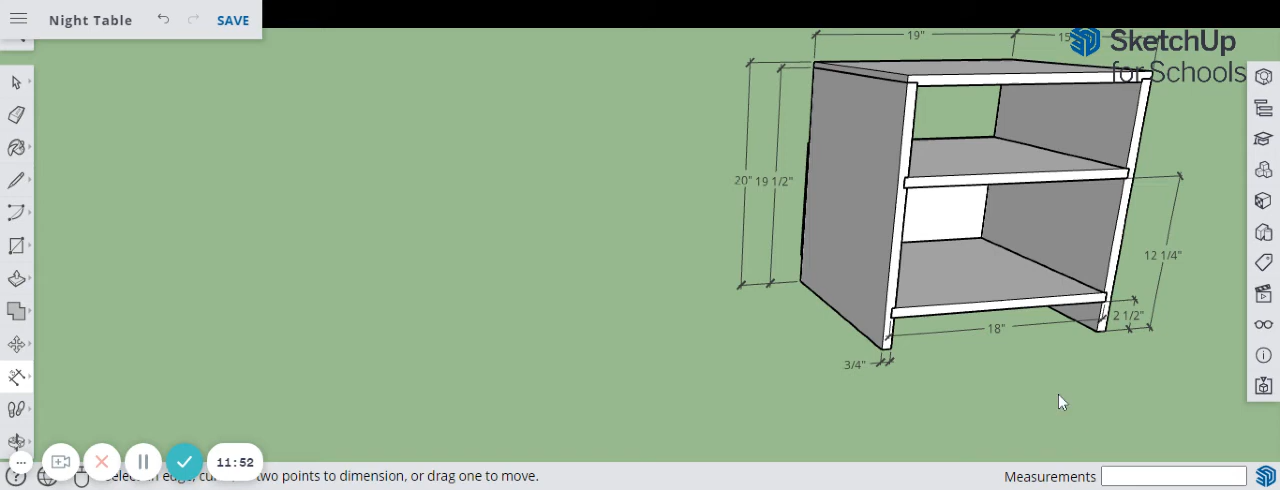 Night Table
SAVE
19"
15
SketchUp
for Schools
20" 19 1/2"
12 1/4"
2 1/2"
18"
3/4"
11:52
two points to dimension, or drag one to move.
Measurements